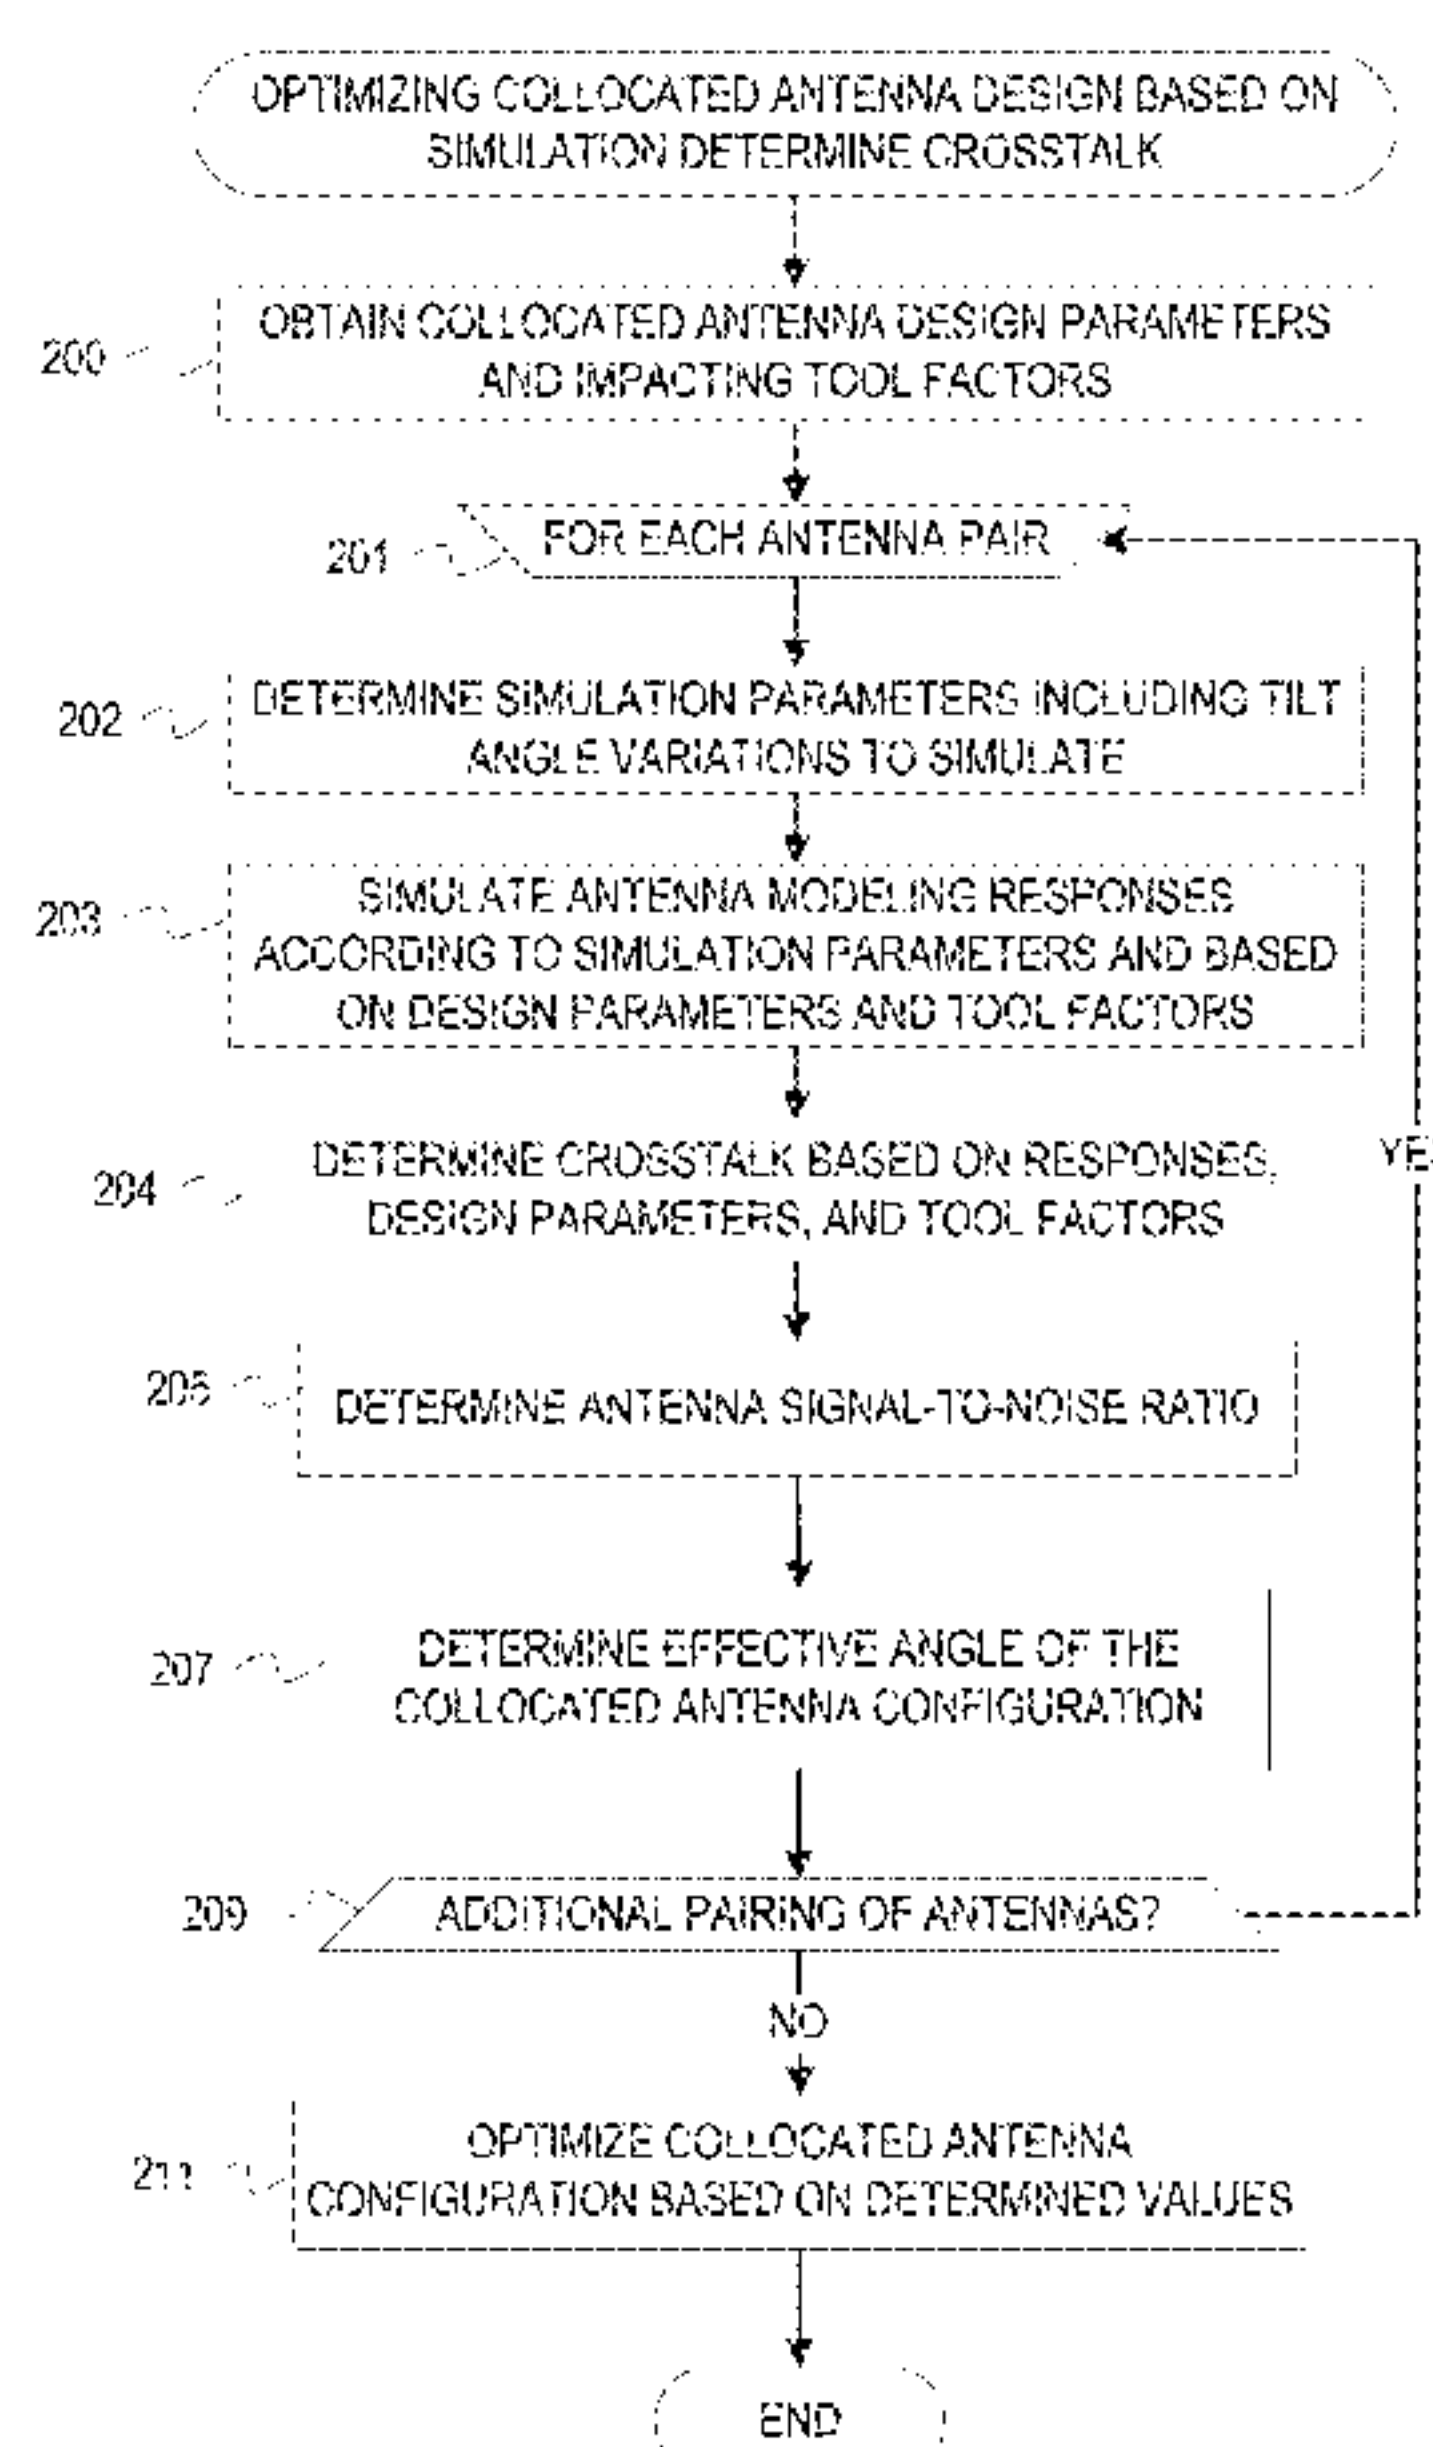 OPTIMIZING COLLOCATED ANTENNA DESIGN BASED ON
SIMULATION DETERMINE CROSSTALK
200
OBTAIN COLLOCATED ANTENNA DESIGN PARAMETERS
AND IMPACTING TOOL FACTORS
201
FOR EACH ANTENNA PAIR
202
DETERMINE SIMULATION PARAMETERS INCLUDING TILT
ANGLE VARIATIONS TO SIMULATE
203
SIMULATE ANTENNA MODELING RESPONSES
ACCORDING TO SIMULATION PARAMETERS AND BASED
ON DESIGN PARAMETERS AND TOOL FACTORS
204
DETERMINE CROSSTALK BASED ON RESPONSES,
DESIGN PARAMETERS, AND TOOL FACTORS
YES
205
DETERMINE ANTENNA SIGNAL-TO-NOISE RATIO
207
DETERMINE EFFECTIVE ANGLE OF THE
COLLOCATED ANTENNA CONFIGURATION
209
ADDITIONAL PAIRING OF ANTENNAS?
NO
211
OPTIMIZE COLLOCATED ANTENNA
CONFIGURATION BASED ON DETERMINED VALUES
END